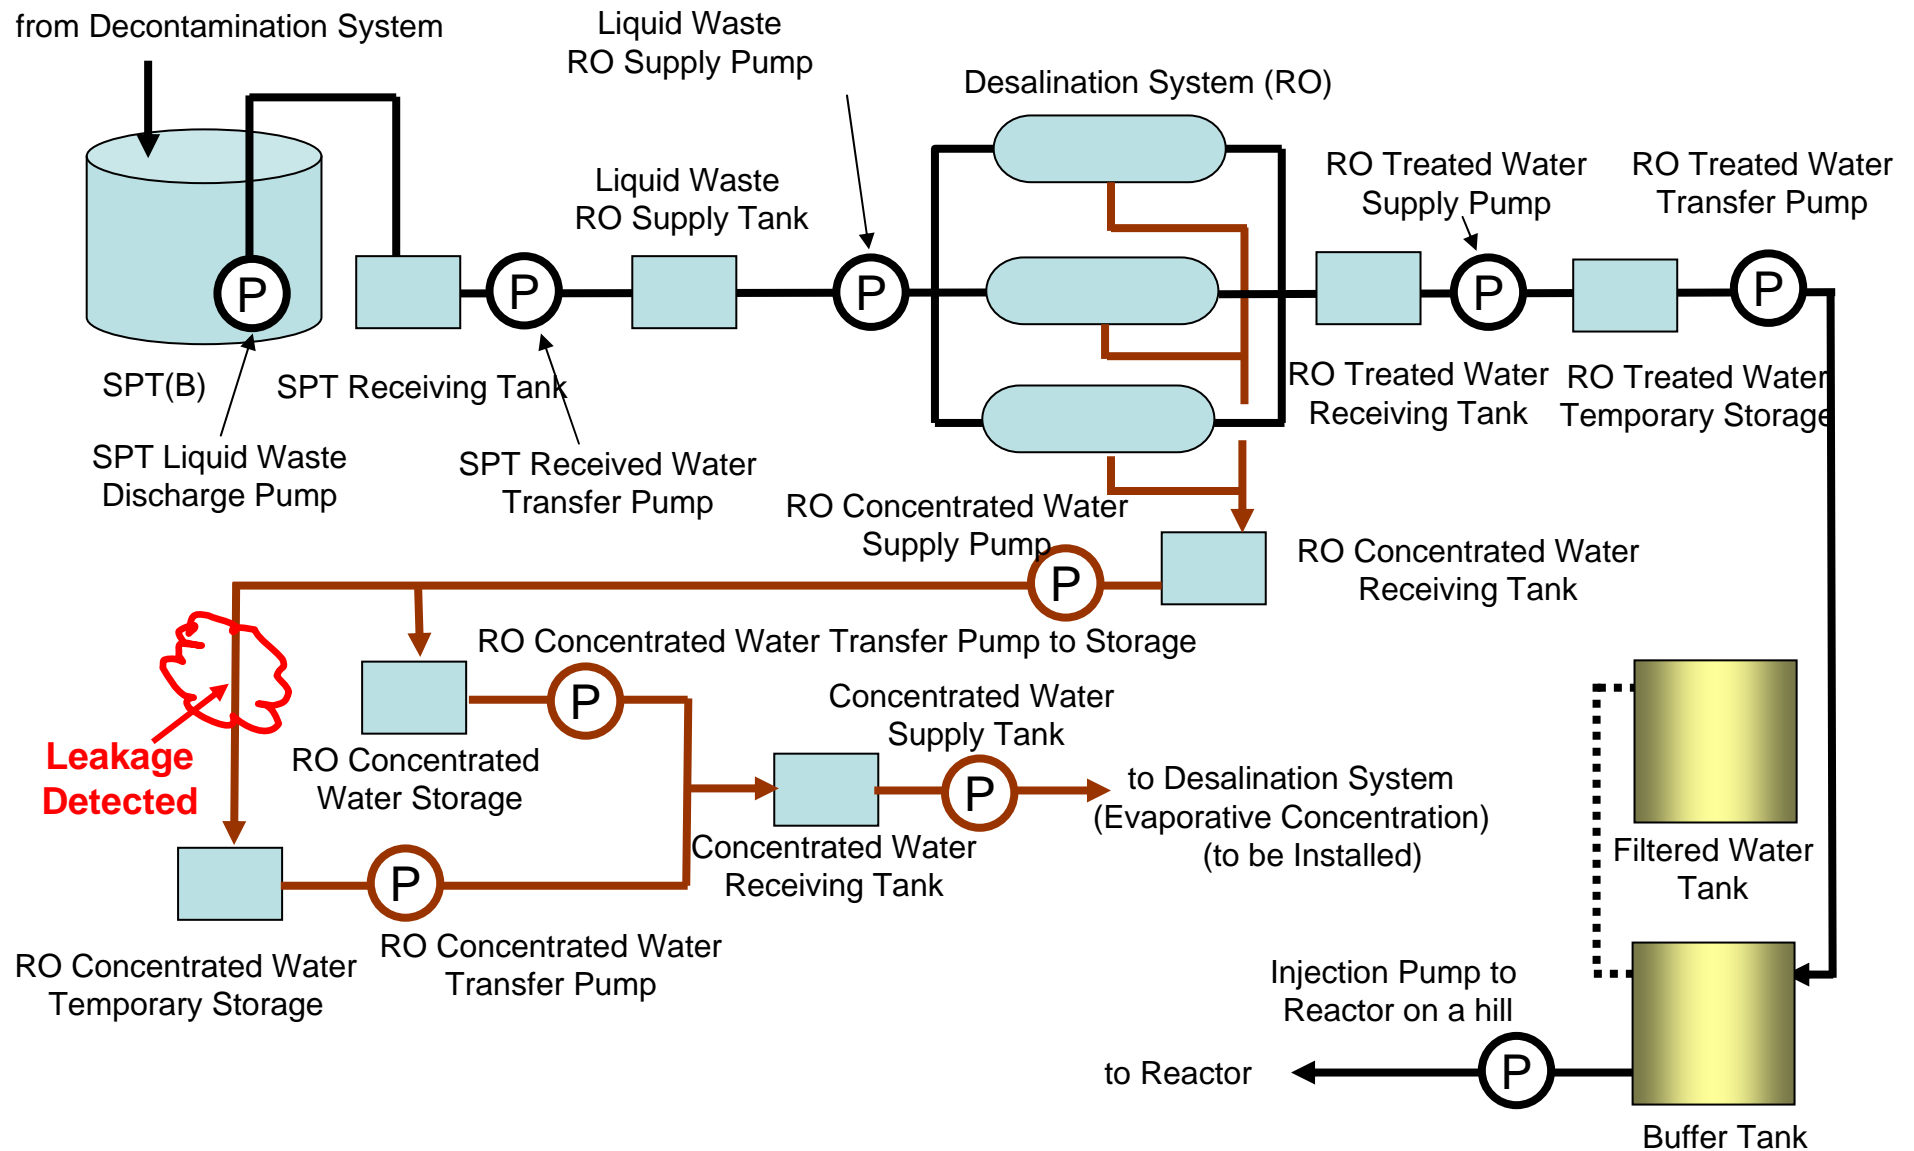 from Decontamination System
Liquid Waste
RO Supply Pump
Desalination System (RO)
Liquid Waste
RO Supply Tank
RO Treated Water
Supply Pump
RO Treated Water
Transfer Pump
P
P
P
P
P
SPT(B)
SPT Receiving Tank
RO Treated Water
Receiving Tank
RO Treated Water
Temporary Storage
SPT Liquid Waste
Discharge Pump
SPT Received Water
Transfer Pump
RO Concentrated Water
Supply Pump
P
RO Concentrated Water
Receiving Tank
RO Concentrated Water Transfer Pump to Storage
P
Concentrated Water
Supply Tank
Leakage
Detected
RO Concentrated
Water Storage
P
to Desalination System
(Evaporative Concentration)
(to be Installed)
Concentrated Water
Receiving Tank
Filtered Water
Tank
P
RO Concentrated Water
Transfer Pump
RO Concentrated Water
Temporary Storage
Injection Pump to
Reactor on a hill
to Reactor
P
Buffer Tank